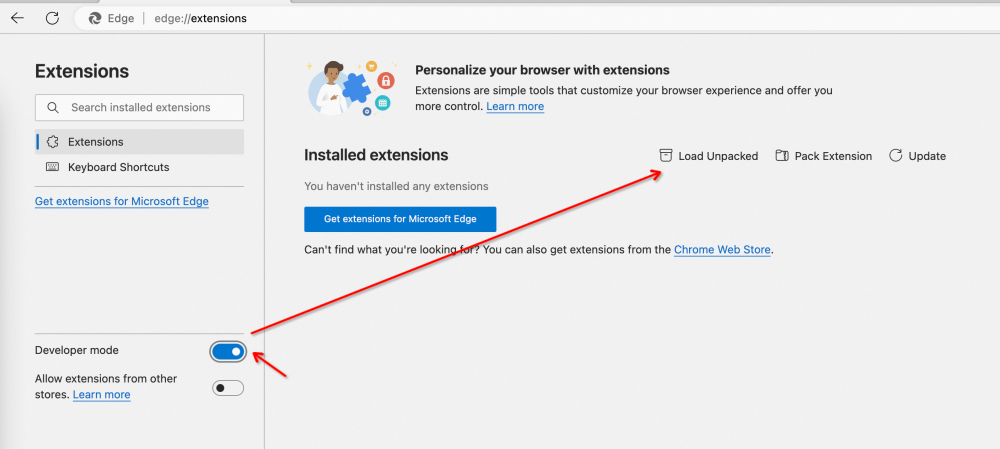 Edge | edge://extensions
Extensions
Search installed extensions
Extensions
Keyboard Shortcuts
Get extensions for Microsoft Edge
Developer mode
Allow extensions from other
stores. Learn more
Personalize your browser with extensions
Extensions are simple tools that customize your browser experience and offer you
more control. Learn more
Installed extensions
Load Unpacked
Pack Extension
Update
You haven't installed any extensions
Get extensions for Microsoft Edge
Can't find what you're looking for? You can also get extensions from the Chrome Web Store.